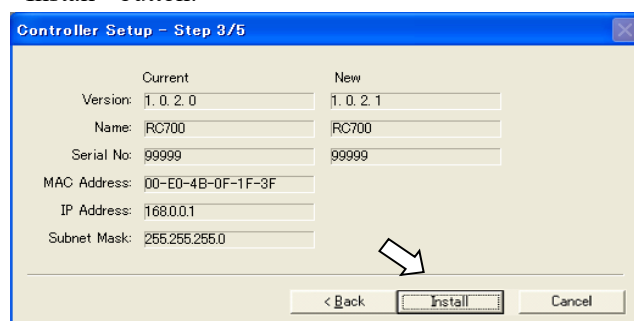 Install button.
Controller Setup - Step 3/5
Current New
Version: 1. 0. 2. 0 1. 0. 2. 1
Name: RC700 RC700
Serial No: 99999 99999
MAC Address: 00-E0-4B-0F-1F-3F
IP Address: 168.0.0.1
Subnet Mask: 255.255.255.0
< Back Install Cancel